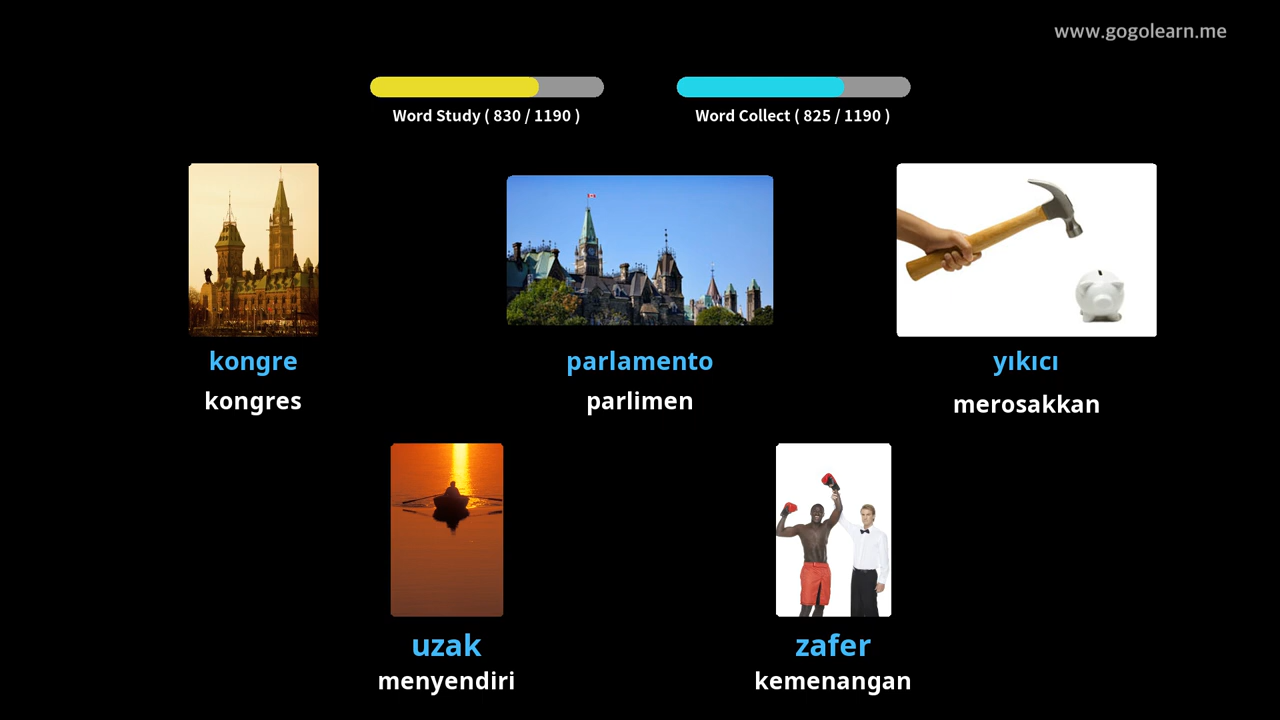 www.gogolearn.me
Word Study ( 830 / 1190 )
Word Collect ( 825 / 1190 )
kongre
kongres
parlamento
parlimen
yıkıcı
merosakkan
uzak
menyendiri
zafer
kemenangan